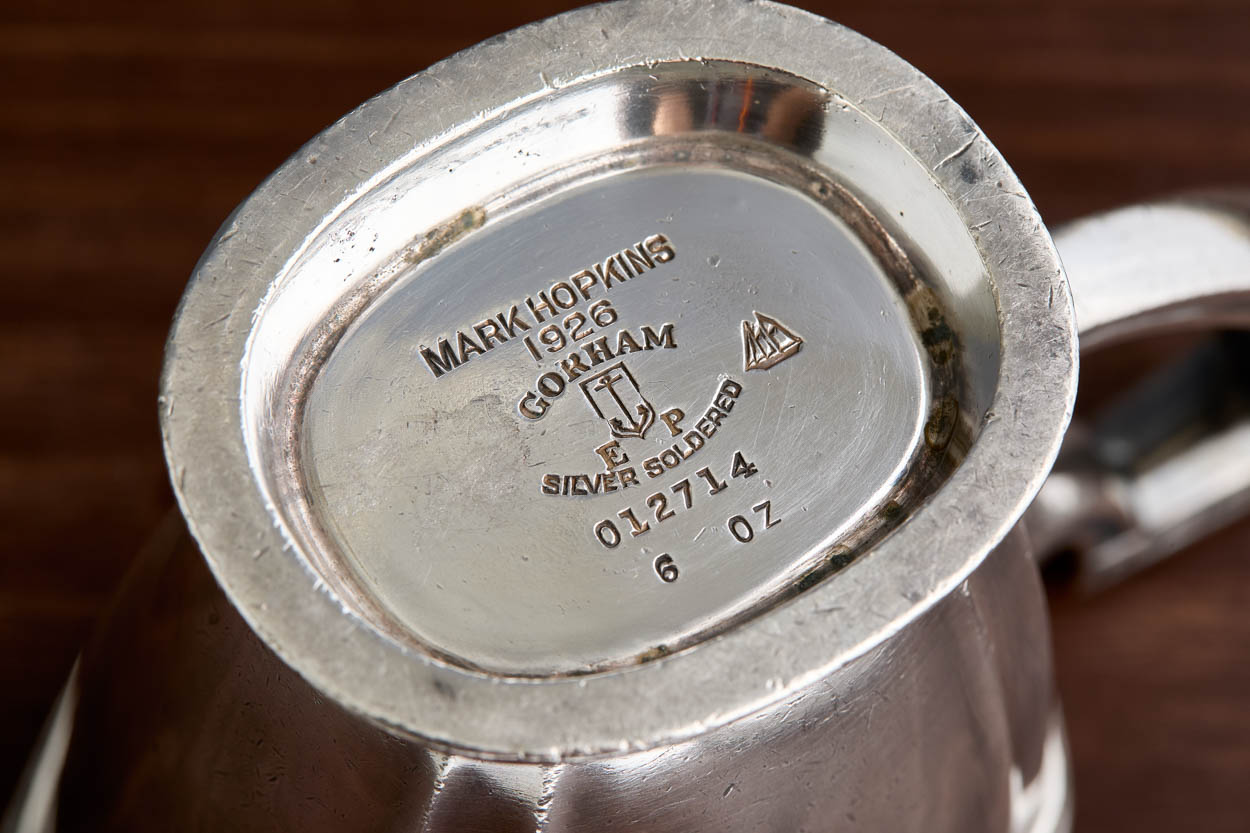 MARK HOPKINS
1926
GORHAM
E P
SILVER SOLDERED
012714
6 OZ